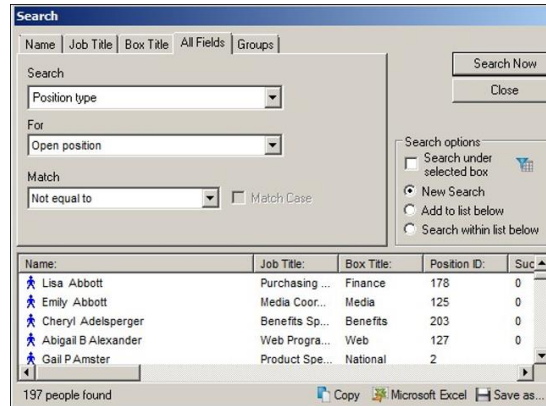 Search
Name Job Title Box Title All Fields Groups
Search
Position type
For
Open position
Match
Not equal to Match Case
Search Now
Close
Search options
Search under
selected box
New Search
Add to list below
Search within list below
Name: Job Title: Box Title: Position ID: Suc
Lisa Abbott Purchasing ... Finance 178 0
Emily Abbott Media Coor... Media 125 0
Cheryl Adelsperger Benefits Sp... Benefits 203 0
Abigail B Alexander Web Progra... Web 127 0
Gail P Amster Product Spe... National 2
197 people found Copy Microsoft Excel Save as...